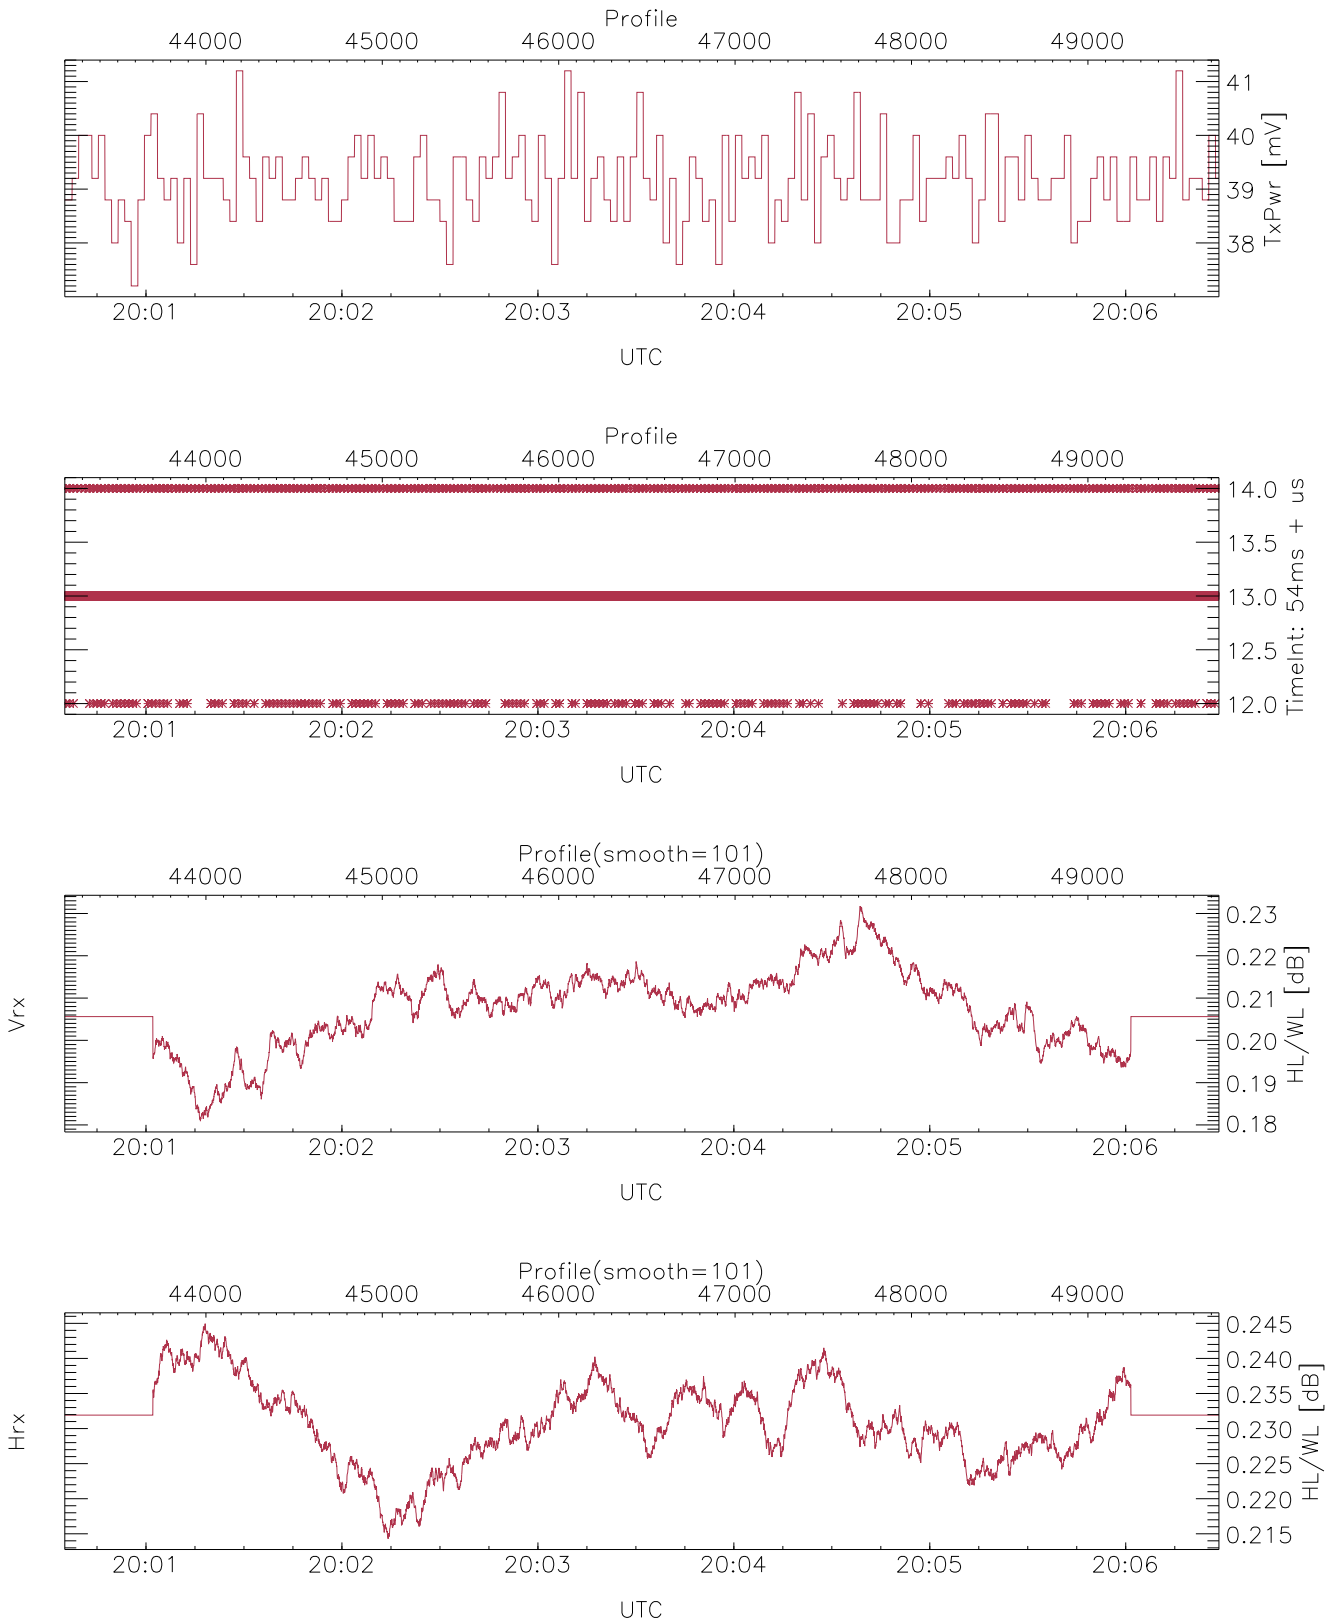 Profile
44000 45000 46000 47000 48000 49000
41
40
39
38
TxPwr [mV]
20:01 20:02 20:03 20:04 20:05 20:06
UTC
Profile
44000 45000 46000 47000 48000 49000
14.0
13.5
13.0
12.5
12.0
TimeInt: 54ms + us
20:01 20:02 20:03 20:04 20:05 20:06
UTC
Profile(smooth=101)
44000 45000 46000 47000 48000 49000
Vrx
0.23
0.22
0.21
0.20
0.19
0.18
HL/WL [dB]
20:01 20:02 20:03 20:04 20:05 20:06
UTC
Profile(smooth=101)
44000 45000 46000 47000 48000 49000
Hrx
0.245
0.240
0.235
0.230
0.225
0.220
0.215
HL/WL [dB]
20:01 20:02 20:03 20:04 20:05 20:06
UTC